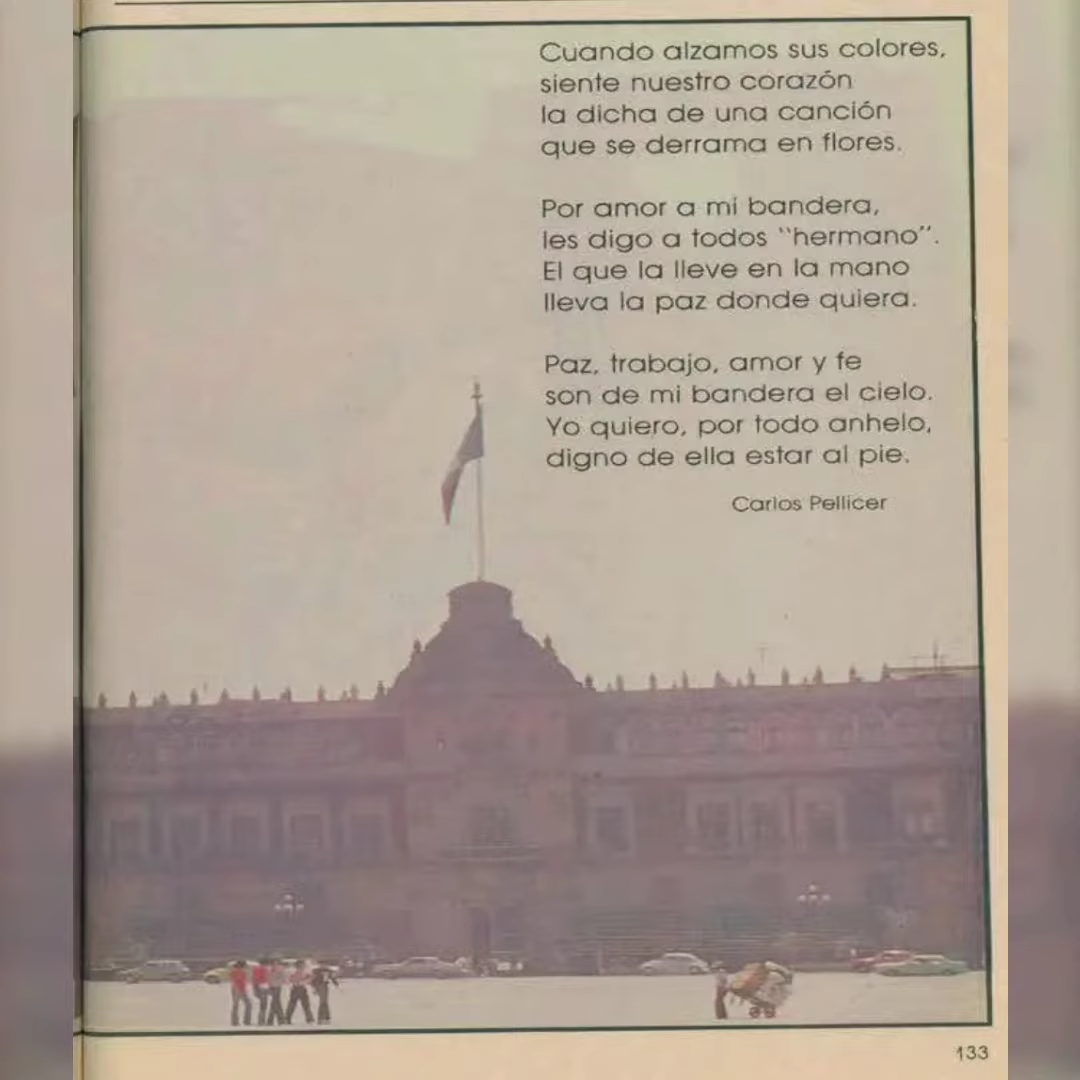 Cuando alzamos sus colores,
siente nuestro corazón
la dicha de una canción
que se derrama en flores.
Por amor a mi bandera,
les digo a todos "hermano".
El que la lleve en la mano
lleva la paz donde quiera.
Paz, trabajo, amor y fe
son de mi bandera el cielo.
Yo quiero, por todo anhelo,
digno de ella estar al pie.
Carlos Pellicer
133